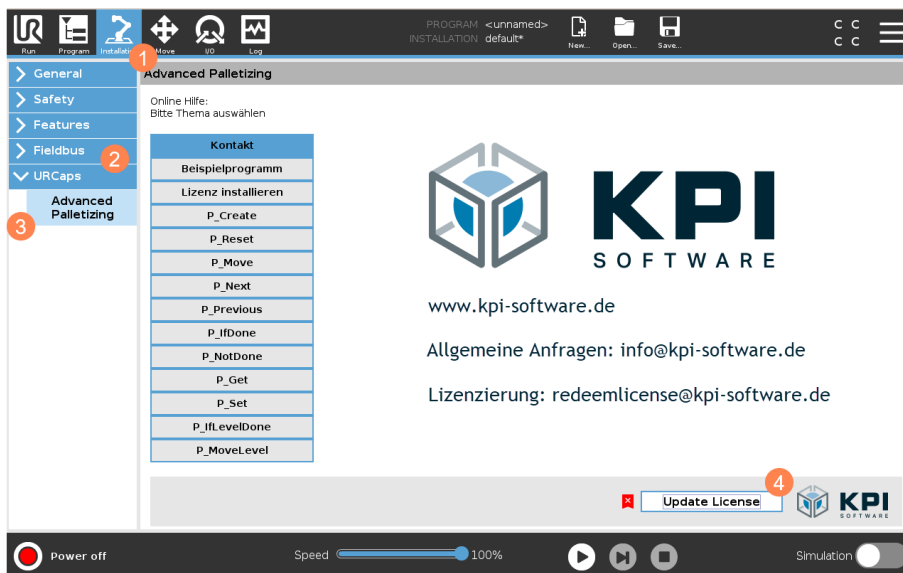 PROGRAM <unnamed>
INSTALLATION default*
Run Program Installatio Move I/O Log New... Open... Save...
C C
C C
1
General
Safety
Features
Fieldbus
2
URCaps
Advanced
Palletizing
3
Advanced Palletizing
Online Hilfe:
Bitte Thema auswählen
Kontakt
Beispielprogramm
Lizenz installieren
P_Create
P_Reset
P_Move
P_Next
P_Previous
P_IfDone
P_NotDone
P_Get
P_Set
P_IfLevelDone
P_MoveLevel
KPI
SOFTWARE
www.kpi-software.de
Allgemeine Anfragen: info@kpi-software.de
Lizenzierung: redeemlicense@kpi-software.de
4
Update License
KPI
SOFTWARE
Power off
Speed 100%
Simulation